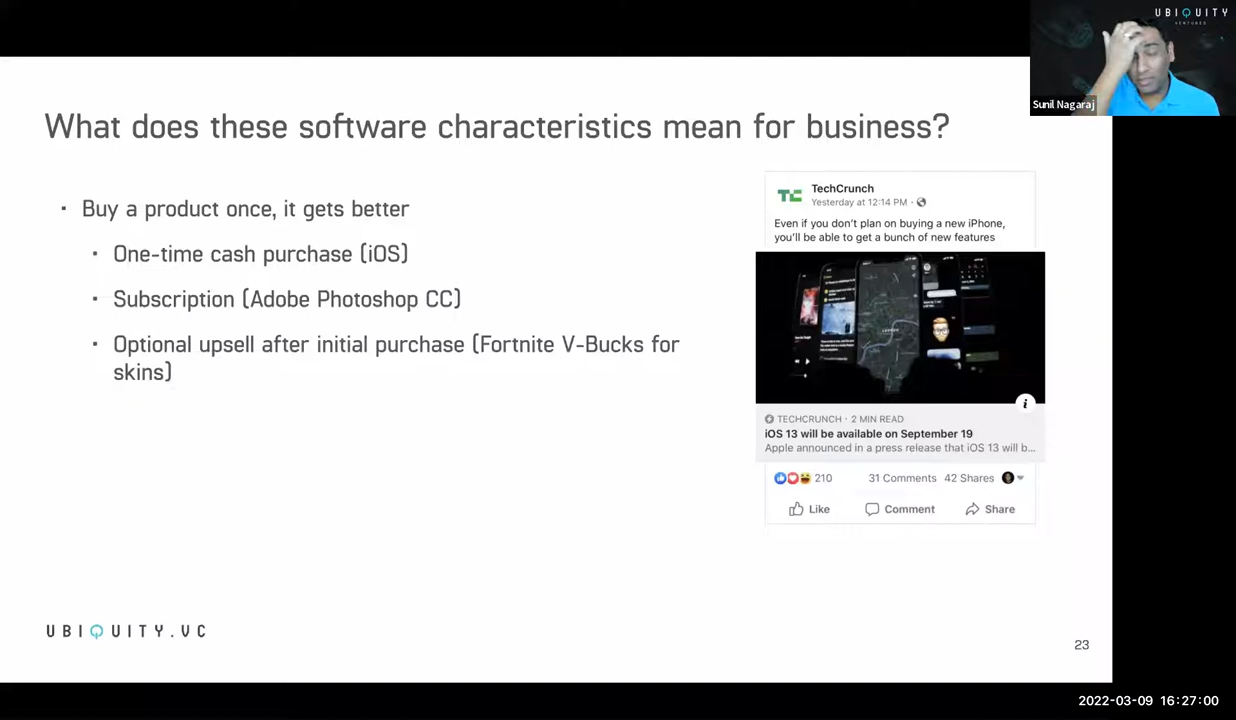 UBIQUITY
VENTURES
Sunil Nagaraj
What does these software characteristics mean for business?
· Buy a product once, it gets better
· One-time cash purchase (iOS)
· Subscription (Adobe Photoshop CC)
· Optional upsell after initial purchase (Fortnite V-Bucks for
skins)
TC
TechCrunch
Yesterday at 12:14 PM ·
Even if you don't plan on buying a new iPhone,
you'll be able to get a bunch of new features
i
TECHCRUNCH · 2 MIN READ
iOS 13 will be available on September 19
Apple announced in a press release that iOS 13 will b...
210
31 Comments 42 Shares
Like Comment Share
UBIQUITY.VC
23
2022-03-09 16:27:00